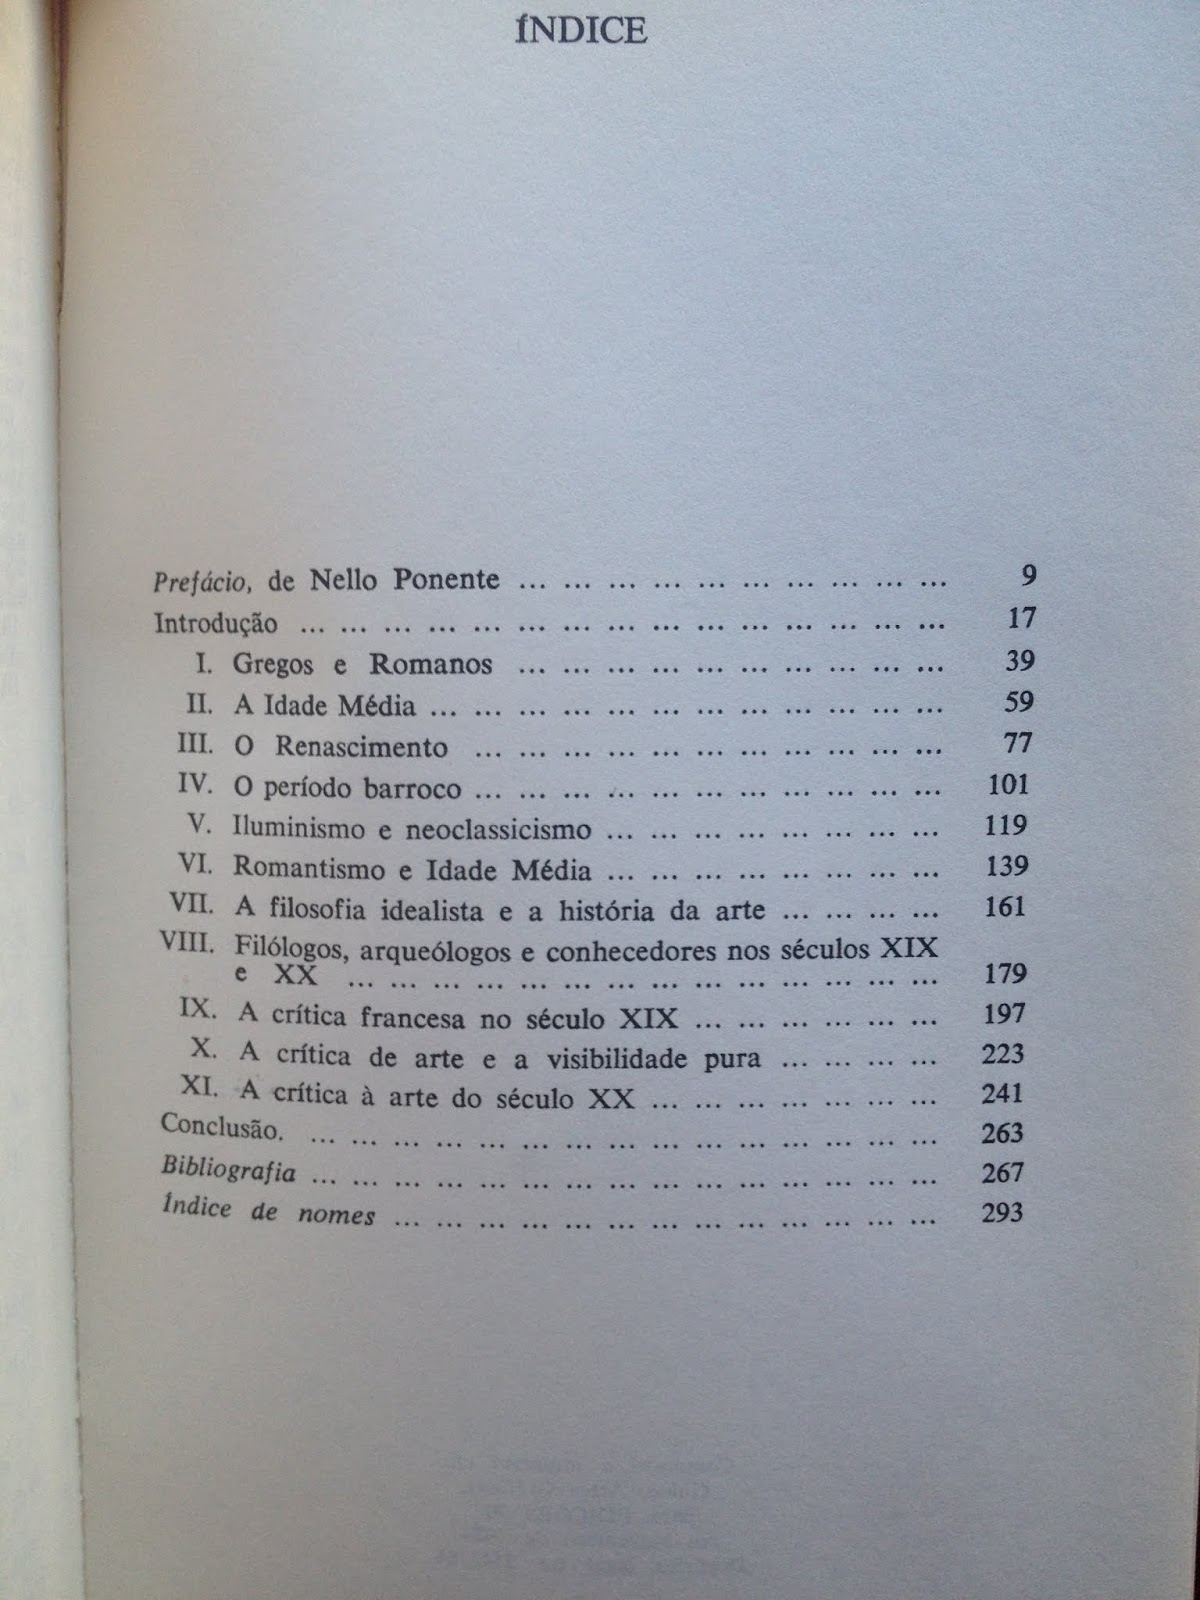 ÍNDICE
Prefácio, de Nello Ponente ... ... ... ... ... ... ... ... ... ... 9
Introdução ... ... ... ... ... ... ... ... ... ... ... ... ... ... ... 17
I. Gregos e Romanos ... ... ... ... ... ... ... ... ... ... 39
II. A Idade Média ... ... ... ... ... ... ... ... ... ... ... ... 59
III. O Renascimento ... ... ... ... ... ... ... ... ... ... ... 77
IV. O período barroco ... ... ... ... ... ... ... ... ... ... ... 101
V. Iluminismo e neoclassicismo ... ... ... ... ... ... ... ... 119
VI. Romantismo e Idade Média ... ... ... ... ... ... ... ... 139
VII. A filosofia idealista e a história da arte ... ... ... ... 161
VIII. Filólogos, arqueólogos e conhecedores nos séculos XIX
e XX ... ... ... ... ... ... ... ... ... ... ... ... ... ... 179
IX. A crítica francesa no século XIX ... ... ... ... ... ... 197
X. A crítica de arte e a visibilidade pura ... ... ... ... 223
XI. A crítica à arte do século XX ... ... ... ... ... ... ... 241
Conclusão. ... ... ... ... ... ... ... ... ... ... ... ... ... ... ... 263
Bibliografia ... ... ... ... ... ... ... ... ... ... ... ... ... ... ... 267
Índice de nomes ... ... ... ... ... ... ... ... ... ... ... ... ... 293